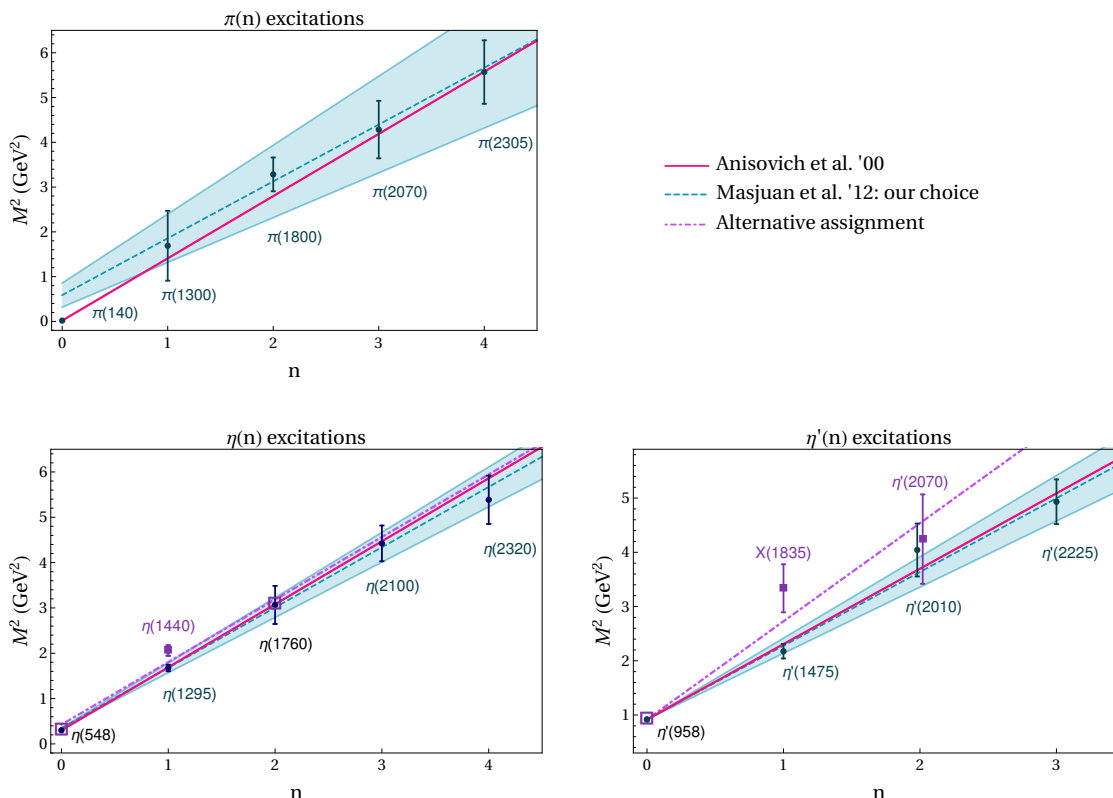 π(n) excitations
M² (GeV²)
6
5
4
3
2
1
0
π(140)
π(1300)
π(1800)
π(2070)
π(2305)
0 1 2 3 4
n
Anisovich et al. '00
Masjuan et al. '12: our choice
Alternative assignment
η(n) excitations
M² (GeV²)
6
5
4
3
2
1
0
η(548)
η(1440)
η(1295)
η(1760)
η(2100)
η(2320)
0 1 2 3 4
n
η'(n) excitations
M² (GeV²)
5
4
3
2
1
η'(958)
X(1835)
η'(1475)
η'(2070)
η'(2010)
η'(2225)
0 1 2 3
n